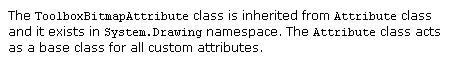 The ToolboxBitmapAttribute class is inherited from Attribute class
and it exists in System.Drawing namespace. The Attribute class acts
as a base class for all custom attributes.